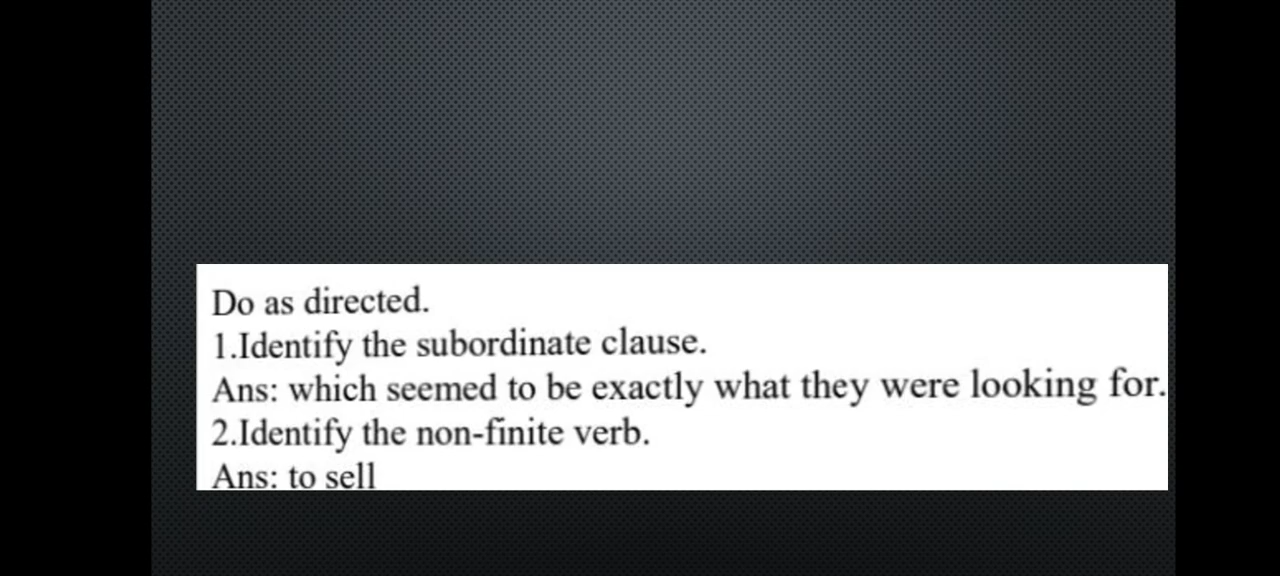 Do as directed.
1.Identify the subordinate clause.
Ans: which seemed to be exactly what they were looking for.
2.Identify the non-finite verb.
Ans: to sell